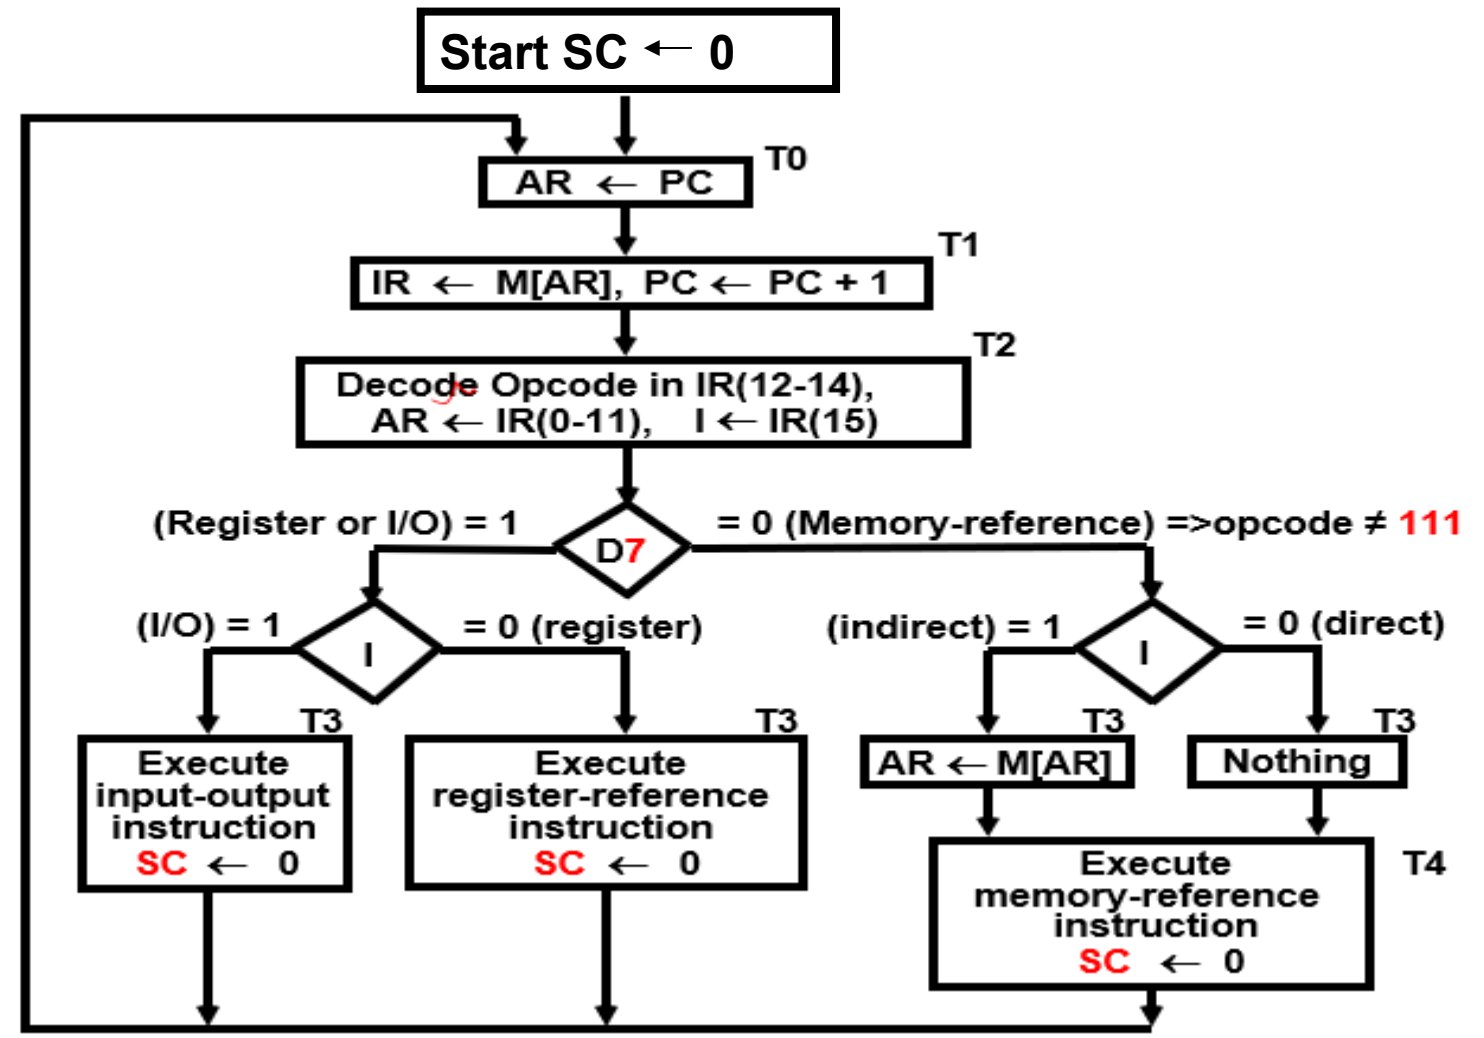 Start SC ← 0
T0
AR ← PC
T1
IR ← M[AR], PC ← PC + 1
T2
Decode Opcode in IR(12-14),
AR ← IR(0-11), I ← IR(15)
(Register or I/O) = 1
D7
= 0 (Memory-reference) =>opcode ≠ 111
(I/O) = 1
I
= 0 (register)
(indirect) = 1
I
= 0 (direct)
T3
Execute
input-output
instruction
SC ← 0
T3
Execute
register-reference
instruction
SC ← 0
T3
AR ← M[AR]
T3
Nothing
T4
Execute
memory-reference
instruction
SC ← 0